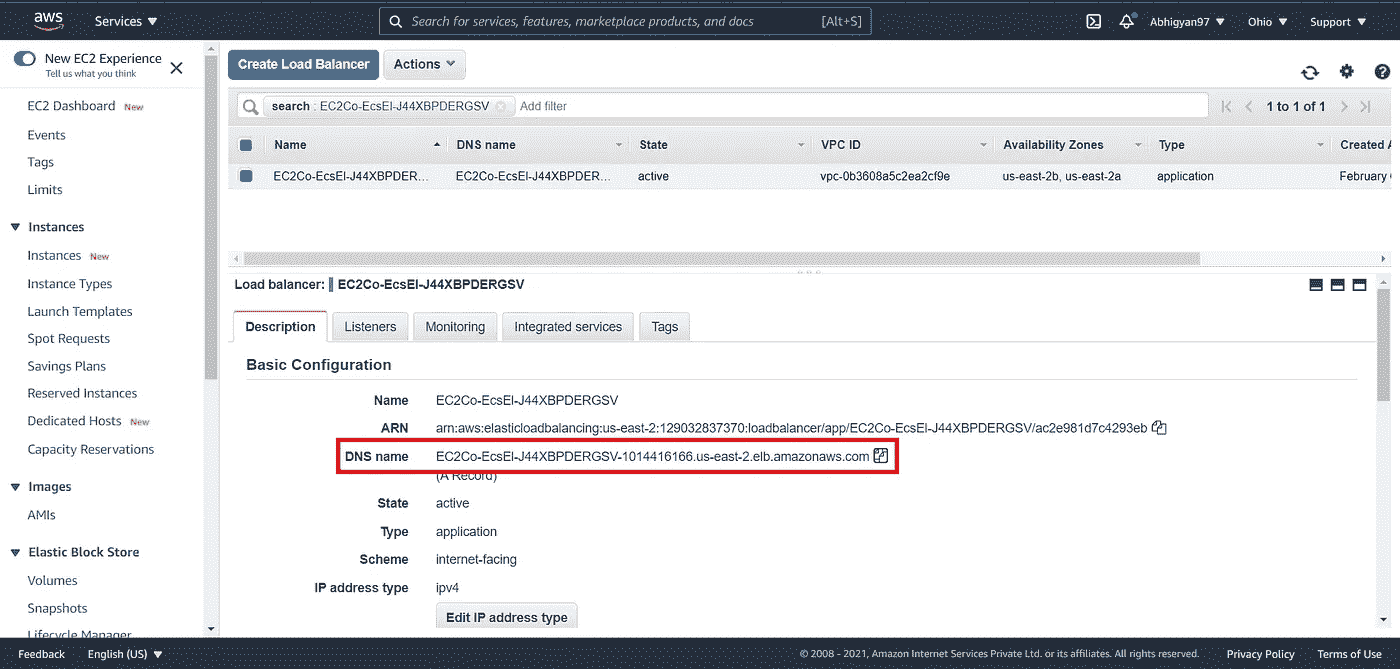 aws Services Search for services, features, marketplace products, and docs [Alt+S] Abhigyan97 Ohio Support
New EC2 Experience
Tell us what you think
EC2 Dashboard New
Events
Tags
Limits
Instances
Instances New
Instance Types
Launch Templates
Spot Requests
Savings Plans
Reserved Instances
Dedicated Hosts New
Capacity Reservations
Images
AMIs
Elastic Block Store
Volumes
Snapshots
Lifecycle Manager
Create Load Balancer Actions
search : EC2Co-EcsEl-J44XBPDERGSV Add filter 1 to 1 of 1
Name DNS name State VPC ID Availability Zones Type Created A
EC2Co-EcsEl-J44XBPDER... EC2Co-EcsEl-J44XBPDER... active vpc-0b3608a5c2ea2cf9e us-east-2b, us-east-2a application February
Load balancer: EC2Co-EcsEl-J44XBPDERGSV
Description Listeners Monitoring Integrated services Tags
Basic Configuration
Name EC2Co-EcsEl-J44XBPDERGSV
ARN arn:aws:elasticloadbalancing:us-east-2:129032837370:loadbalancer/app/EC2Co-EcsEl-J44XBPDERGSV/ac2e981d7c4293eb
DNS name EC2Co-EcsEl-J44XBPDERGSV-1014416166.us-east-2.elb.amazonaws.com
(A Record)
State active
Type application
Scheme internet-facing
IP address type ipv4
Edit IP address type
Feedback English (US) © 2008 - 2021, Amazon Internet Services Private Ltd. or its affiliates. All rights reserved. Privacy Policy Terms of Use